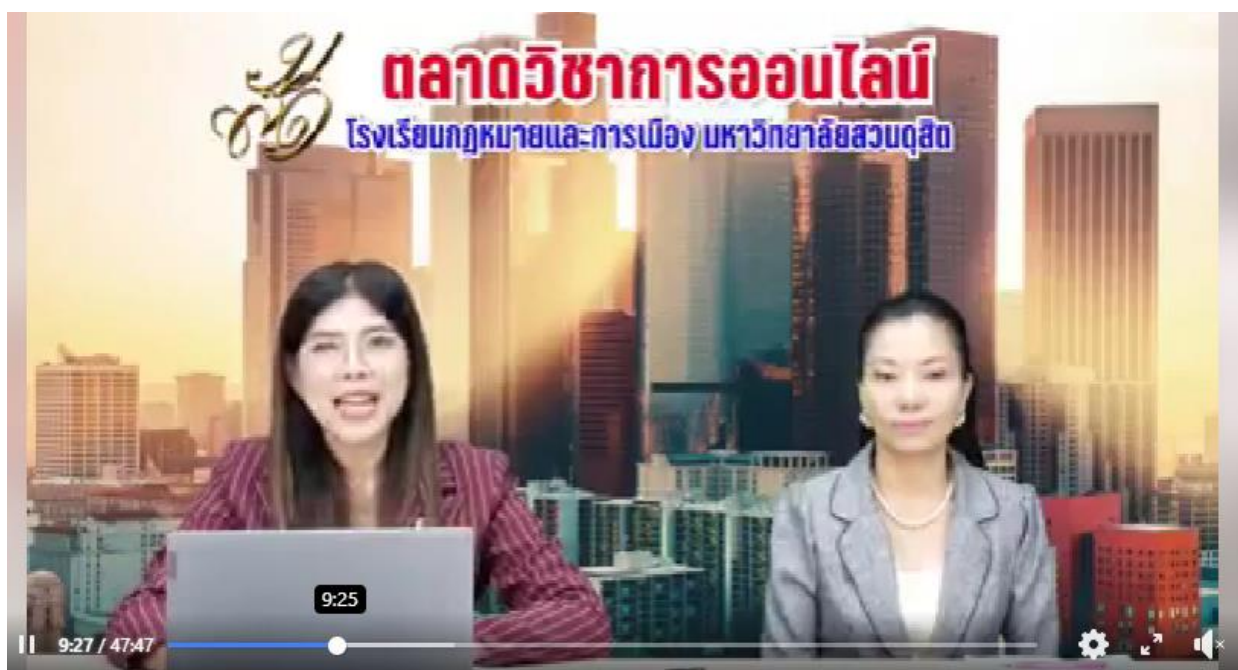 ตลาดวิชาการออนไลน์
โรงเรียนกฎหมายและการเมือง มหาวิทยาลัยสวนดุสิต
9:25
9:27 / 47:47